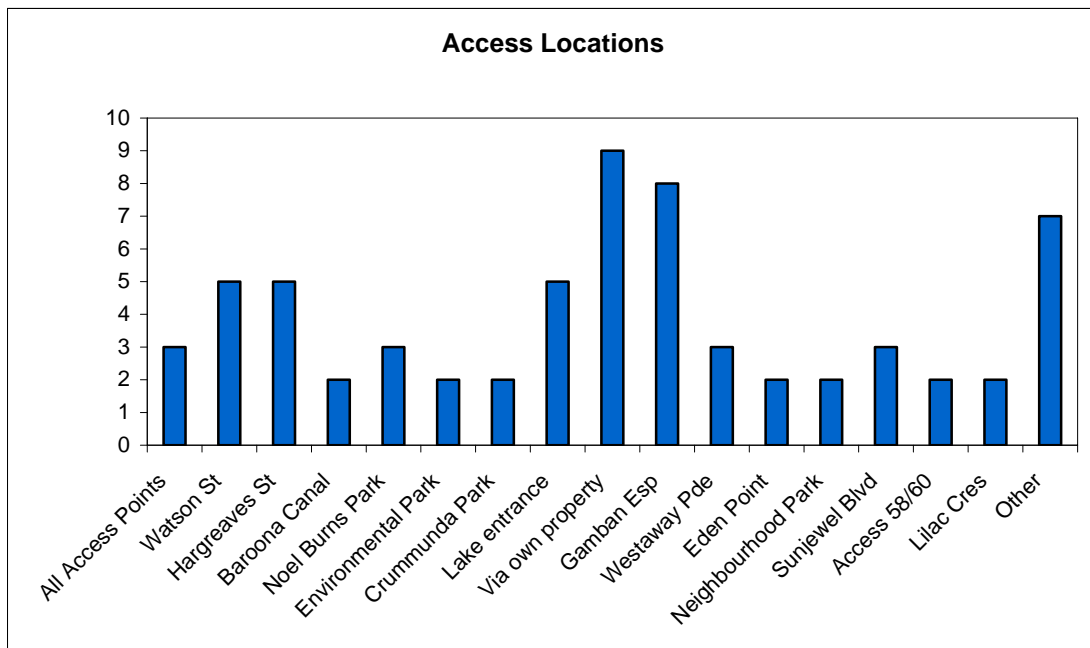 Access Locations
10
9
8
7
6
5
4
3
2
1
0
All Access Points
Watson St
Hargreaves St
Baroona Canal
Noel Burns Park
Environmental Park
Crummunda Park
Lake entrance
Via own property
Gamban Esp
Westaway Pde
Eden Point
Neighbourhood Park
Sunjewel Blvd
Access 58/60
Lilac Cres
Other